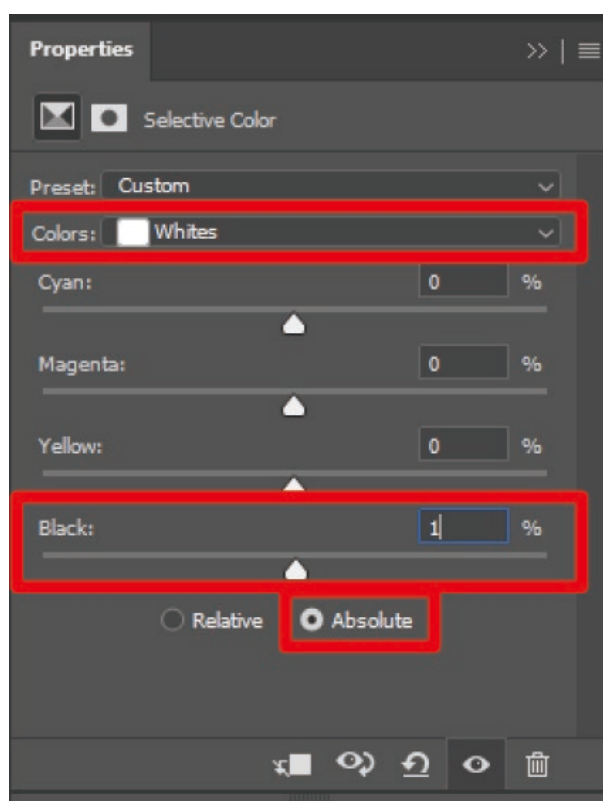 Properties
Selective Color
Preset: Custom
Colors: Whites
Cyan: 0 %
Magenta: 0 %
Yellow: 0 %
Black: 1 %
Relative Absolute